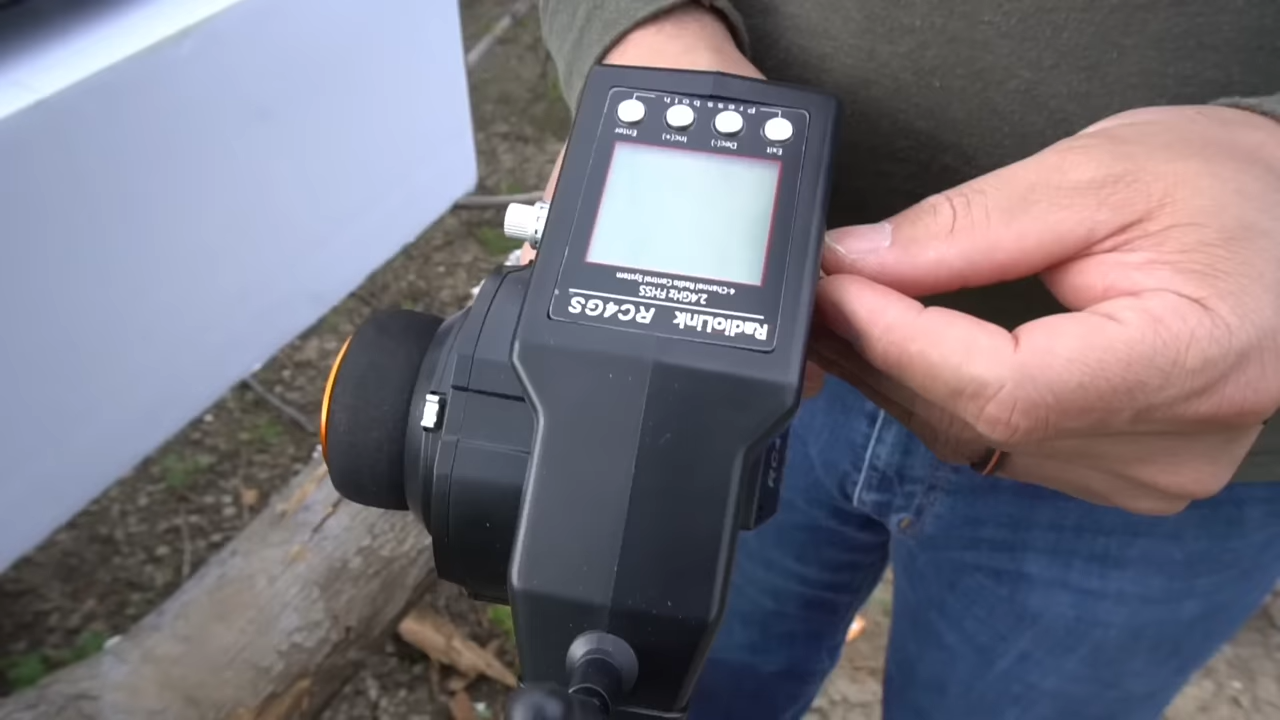 RadioLink RC4GS
2.4GHz FHSS
4-Channel Radio Control System
Exit Dec(-) Inc(+) Enter
Press both